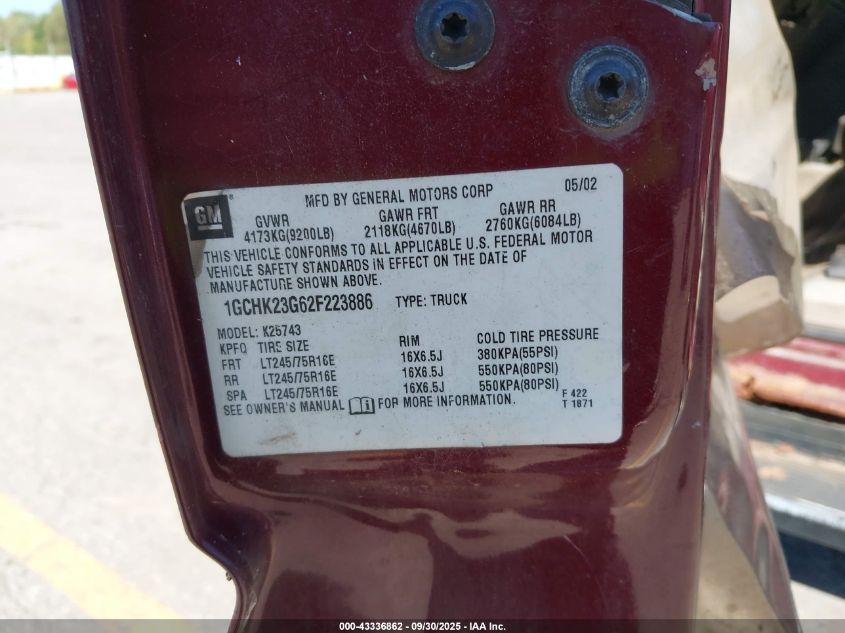 MFD BY GENERAL MOTORS CORP 05/02
GM
GVWR GAWR FRT GAWR RR
4173KG(9200LB) 2118KG(4670LB) 2760KG(6084LB)
THIS VEHICLE CONFORMS TO ALL APPLICABLE U.S. FEDERAL MOTOR
VEHICLE SAFETY STANDARDS IN EFFECT ON THE DATE OF
MANUFACTURE SHOWN ABOVE.
1GCHK23G62F223886 TYPE: TRUCK
MODEL: K25743
KPFQ TIRE SIZE RIM COLD TIRE PRESSURE
FRT LT245/75R16E 16X6.5J 380KPA(55PSI)
RR LT245/75R16E 16X6.5J 550KPA(80PSI)
SPA LT245/75R16E 16X6.5J 550KPA(80PSI)
SEE OWNER'S MANUAL FOR MORE INFORMATION.
F 422
T 1871
000-43336862 - 09/30/2025 - IAA Inc.